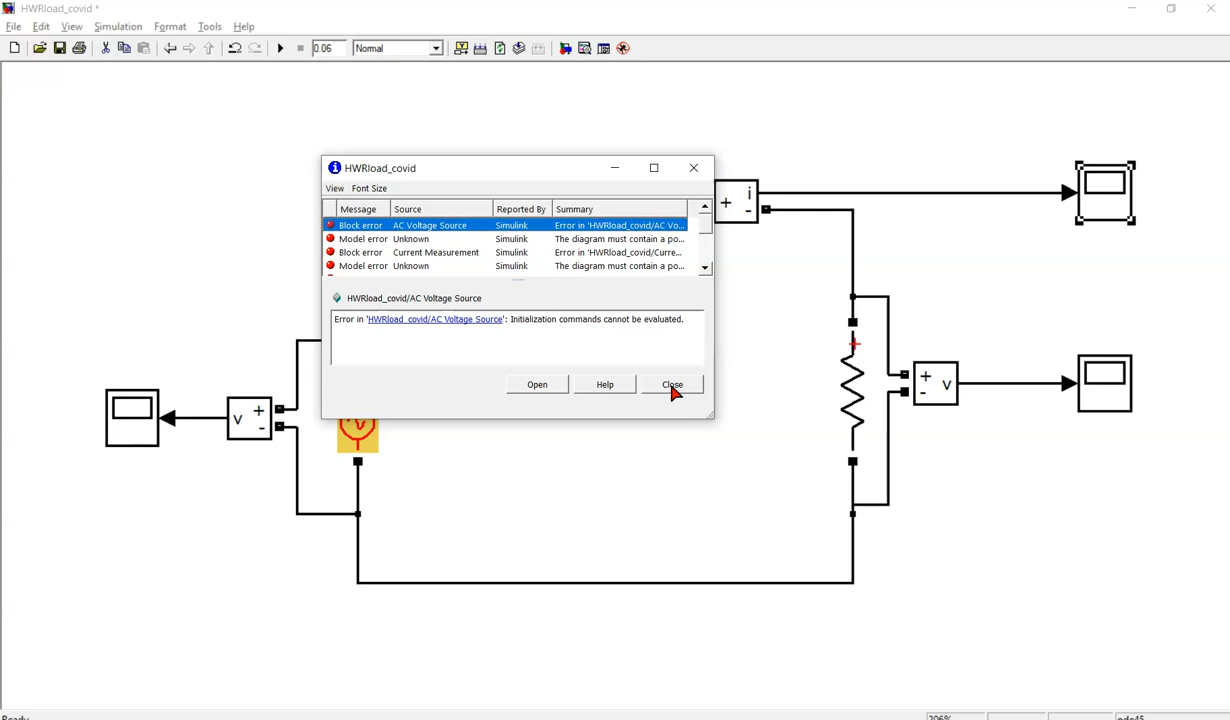 HWRload_covid *
File Edit View Simulation Format Tools Help
0.06 Normal
HWRload_covid
View Font Size
Message Source Reported By Summary
Block error AC Voltage Source Simulink Error in 'HWRload_covid/AC Vo...
Model error Unknown Simulink The diagram must contain a po...
Block error Current Measurement Simulink Error in 'HWRload_covid/Curre...
Model error Unknown Simulink The diagram must contain a po...
HWRload_covid/AC Voltage Source
Error in 'HWRload_covid/AC Voltage Source': Initialization commands cannot be evaluated.
Open Help Close
+ i -
v + -
+ - v
Ready 206% ode45